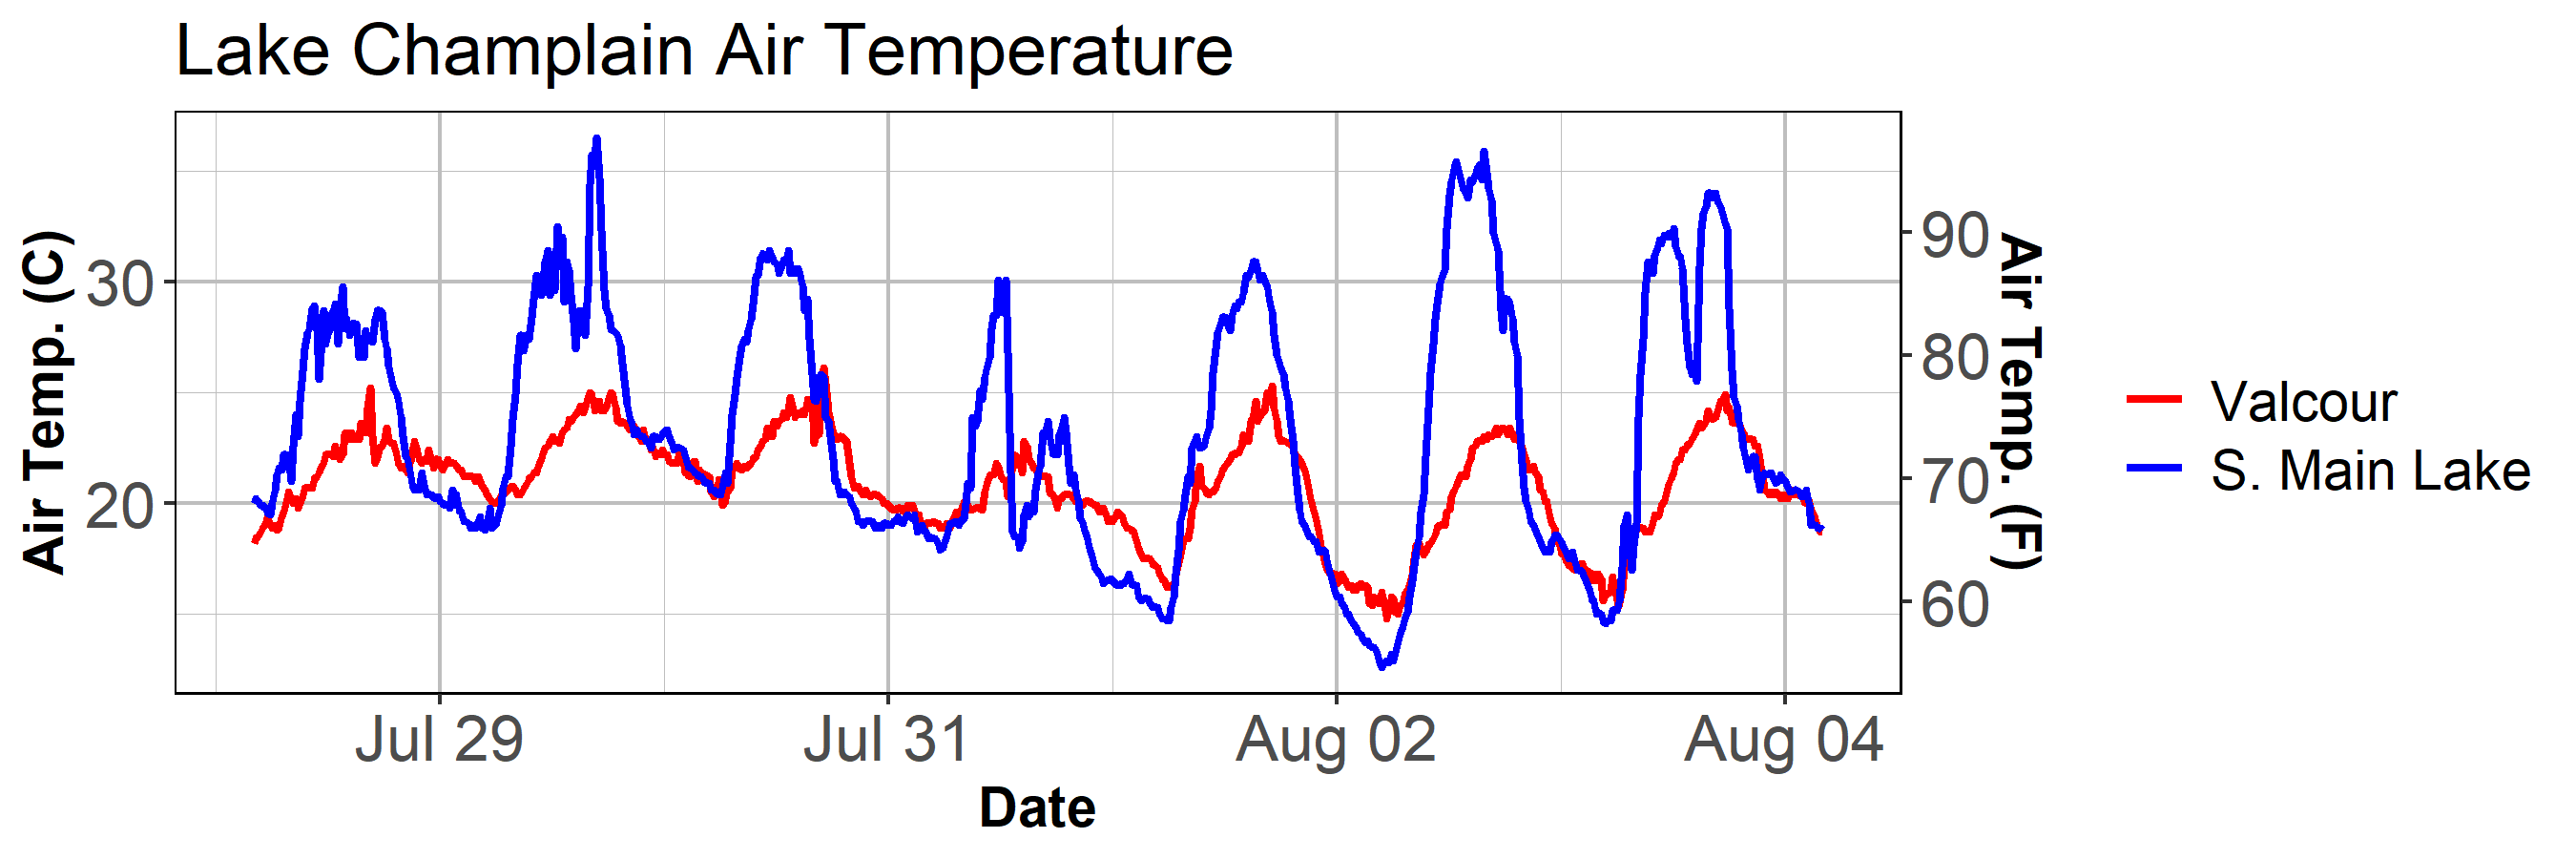 Lake Champlain Air Temperature
Air Temp. (C)
30
20
90
80
70
60
Air Temp. (F)
Jul 29
Jul 31
Aug 02
Aug 04
Date
Valcour
S. Main Lake